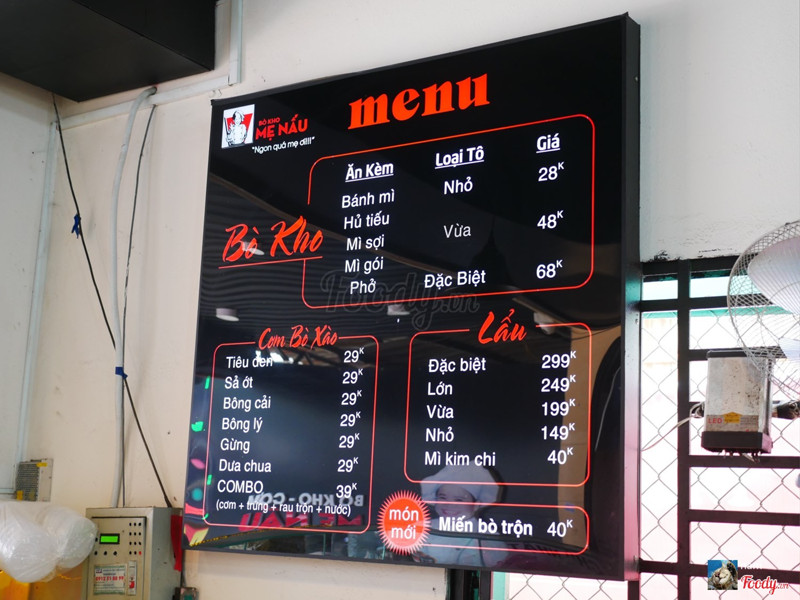 menu
BÒ KHO
MẸ NẤU
"Ngon quá mẹ ơi!!!"
Ăn Kèm Loại Tô Giá
Bánh mì
Hủ tiếu
Mì sợi
Mì gói
Phở
Nhỏ 28K
Vừa 48K
Đặc Biệt 68K
Bò Kho
Foody.vn
Cơm Bò Xào
Tiêu đen 29K
Sả ớt 29K
Bông cải 29K
Bông lý 29K
Gừng 29K
Dưa chua 29K
COMBO 39K
(cơm + trứng + rau trộn + nước)
Lẩu
Đặc biệt 299K
Lớn 249K
Vừa 199K
Nhỏ 149K
Mì kim chi 40K
món
mới
Miến bò trộn 40K
Foody.vn